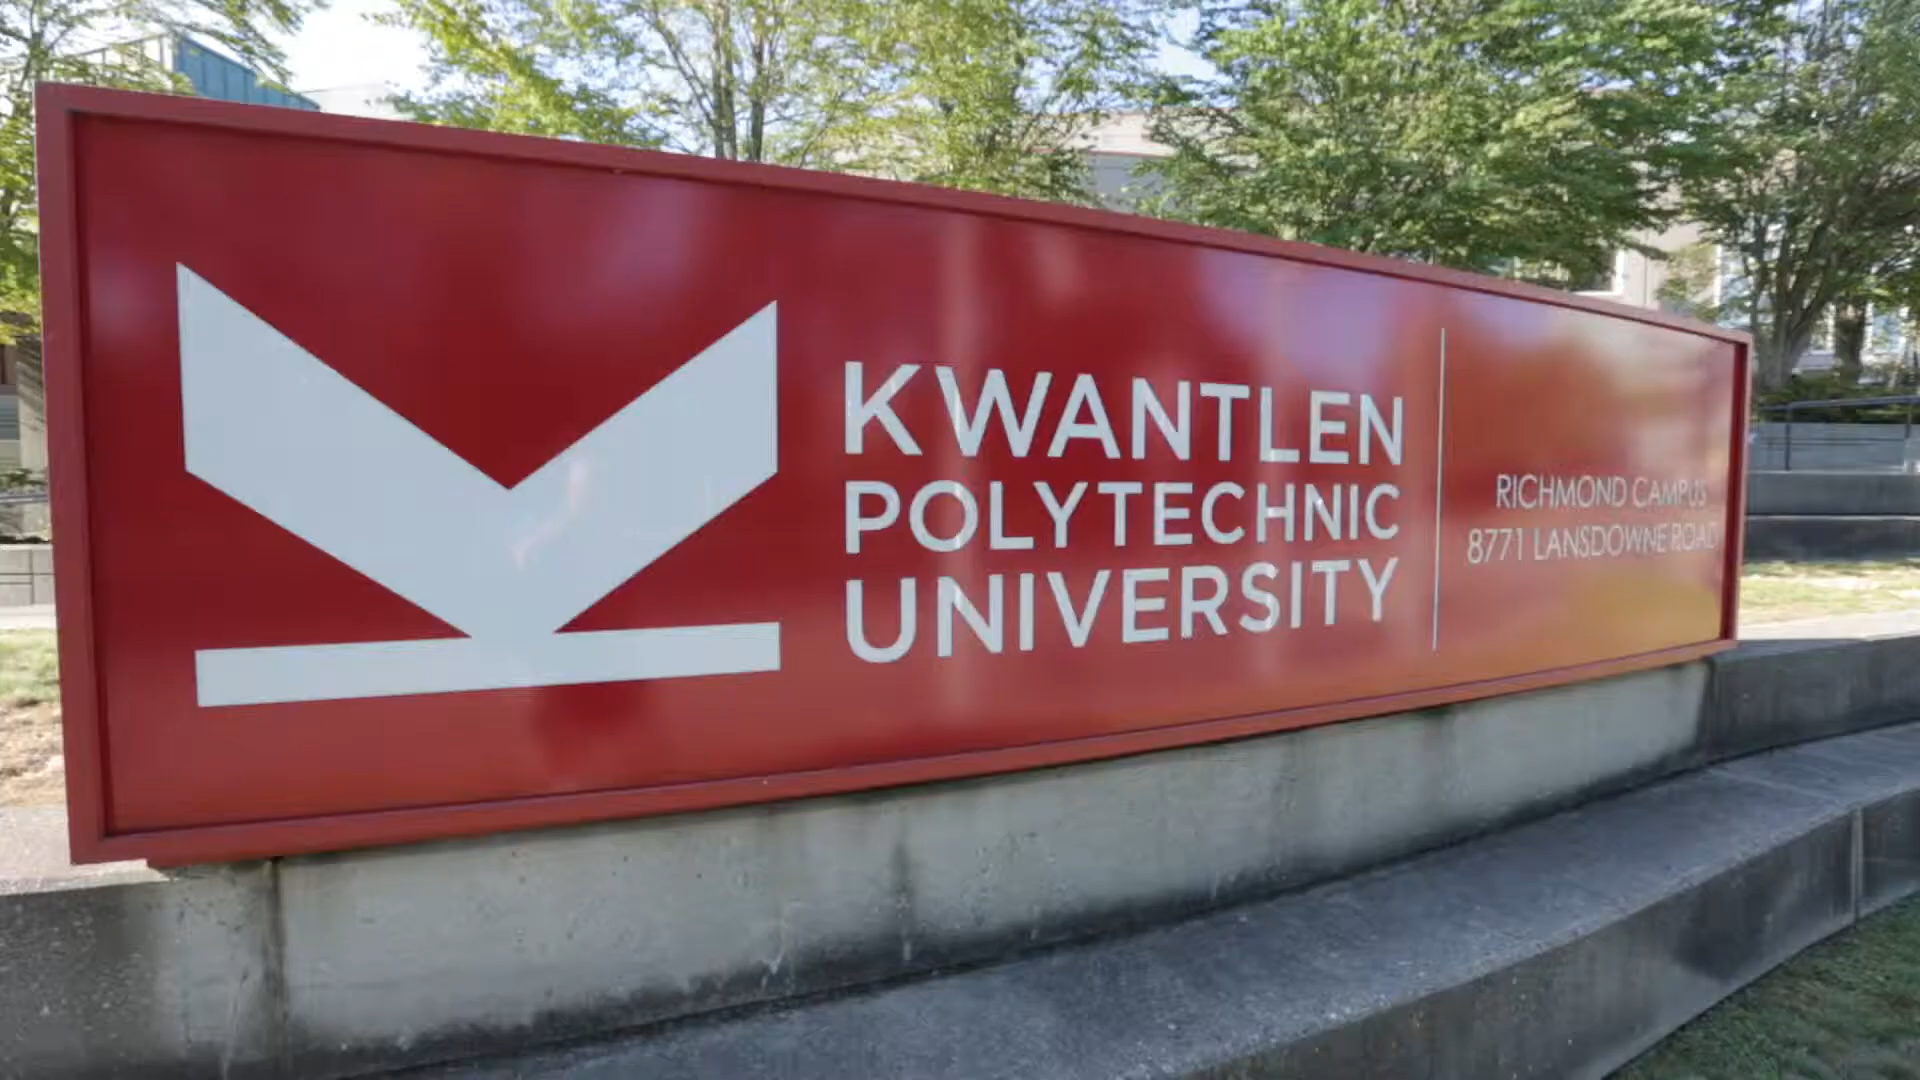 KWANTLEN
POLYTECHNIC
UNIVERSITY
RICHMOND CAMPUS
8771 LANSDOWNE ROAD